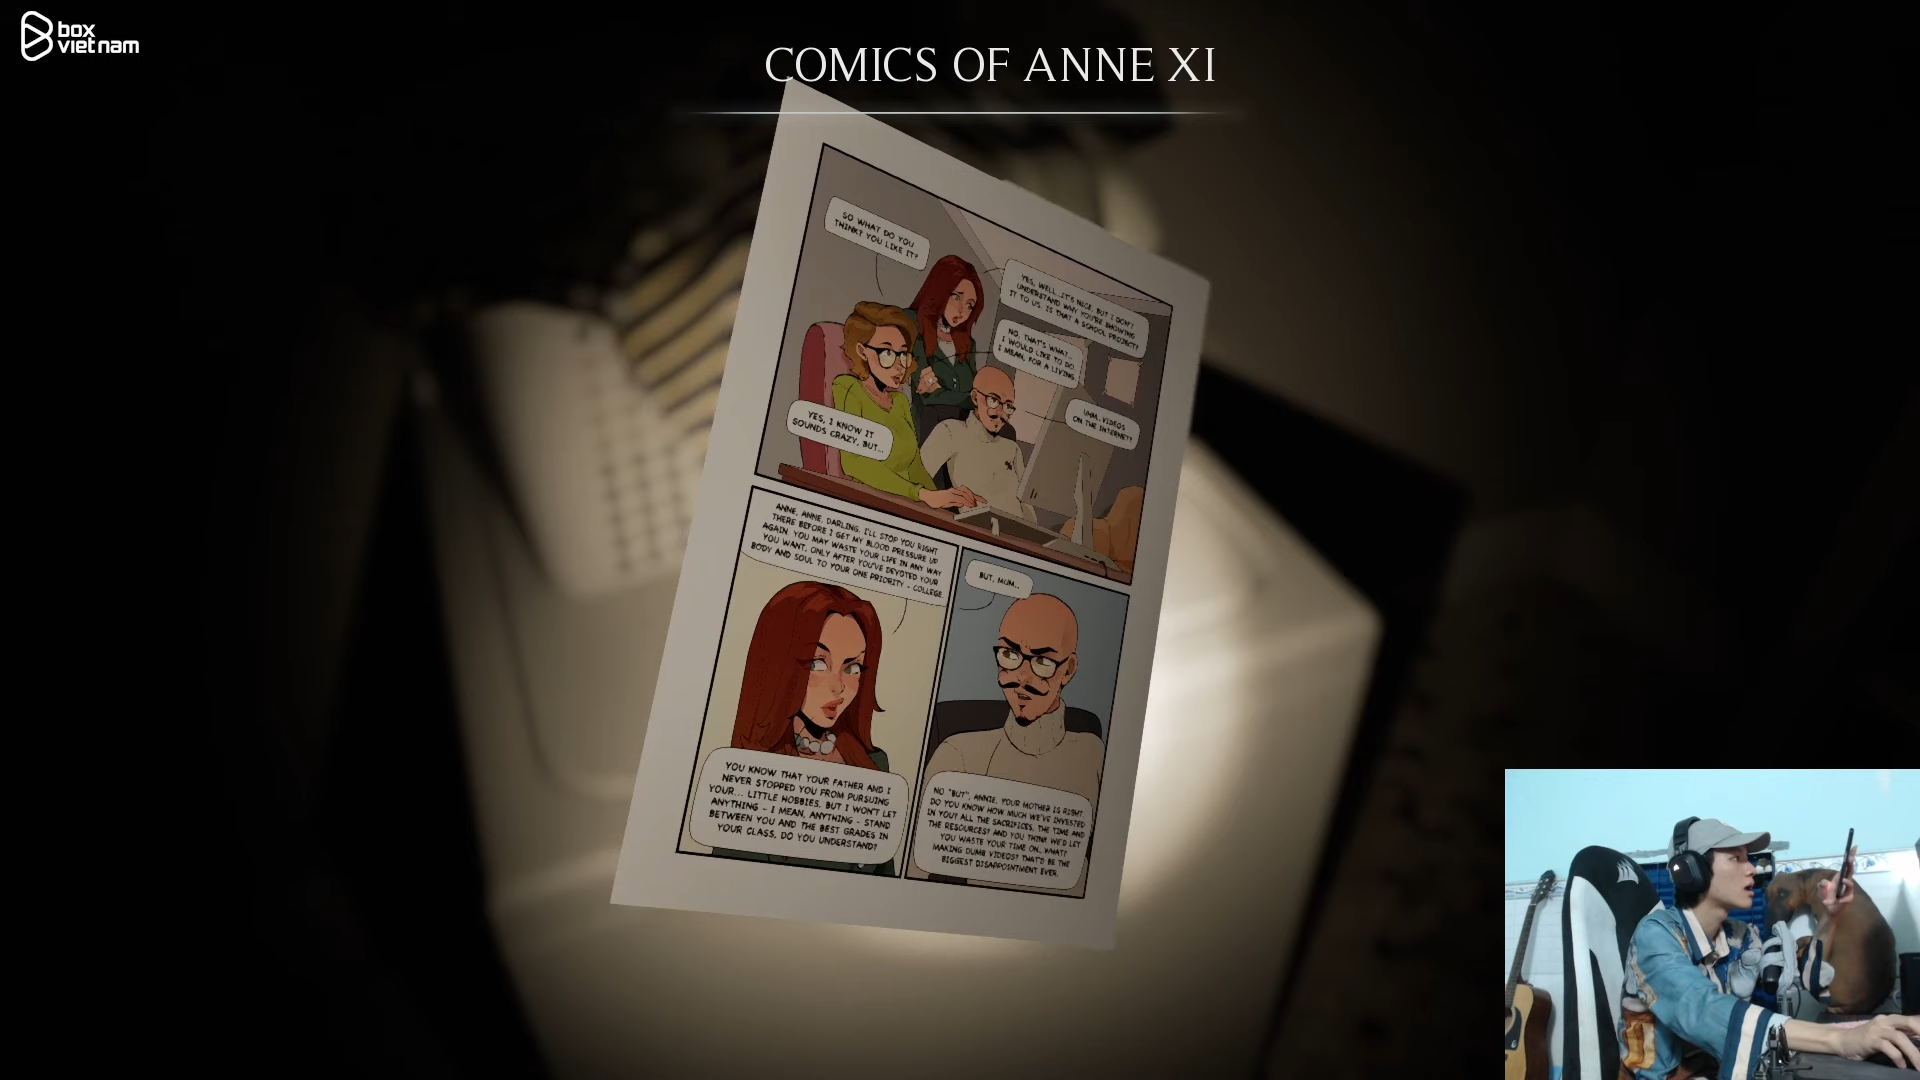 box
viet nam
COMICS OF ANNE XI
SO WHAT DO YOU
THINK? YOU LIKE IT?
YES, WELL...IT'S NICE. BUT I DON'T
UNDERSTAND WHY YOU'RE SHOWING
IT TO US. IS THAT A SCHOOL PROJECT?
NO, THAT'S WHAT...
I WOULD LIKE TO DO.
I MEAN, FOR A LIVING.
UHM...VIDEOS
ON THE INTERNET?
YES, I KNOW IT
SOUNDS CRAZY, BUT...
ANNE, ANNE, DARLING. I'LL STOP YOU RIGHT
THERE BEFORE I GET MY BLOOD PRESSURE UP
AGAIN. YOU MAY WASTE YOUR LIFE IN ANY WAY
YOU WANT, ONLY AFTER YOU'VE DEVOTED YOUR
BODY AND SOUL TO YOUR ONE PRIORITY - COLLEGE.
YOU KNOW THAT YOUR FATHER AND I
NEVER STOPPED YOU FROM PURSUING
YOUR... LITTLE HOBBIES. BUT I WON'T LET
ANYTHING - I MEAN, ANYTHING - STAND
BETWEEN YOU AND THE BEST GRADES IN
YOUR CLASS, DO YOU UNDERSTAND?
BUT, MUM...
NO "BUT", ANNIE. YOUR MOTHER IS RIGHT.
DO YOU KNOW HOW MUCH WE'VE INVESTED
IN YOU? ALL THE SACRIFICES, THE TIME AND
THE RESOURCES? AND YOU THINK WE'D LET
YOU WASTE YOUR TIME ON...WHAT?
MAKING DUMB VIDEOS? THAT'D BE THE
BIGGEST DISAPPOINTMENT EVER.